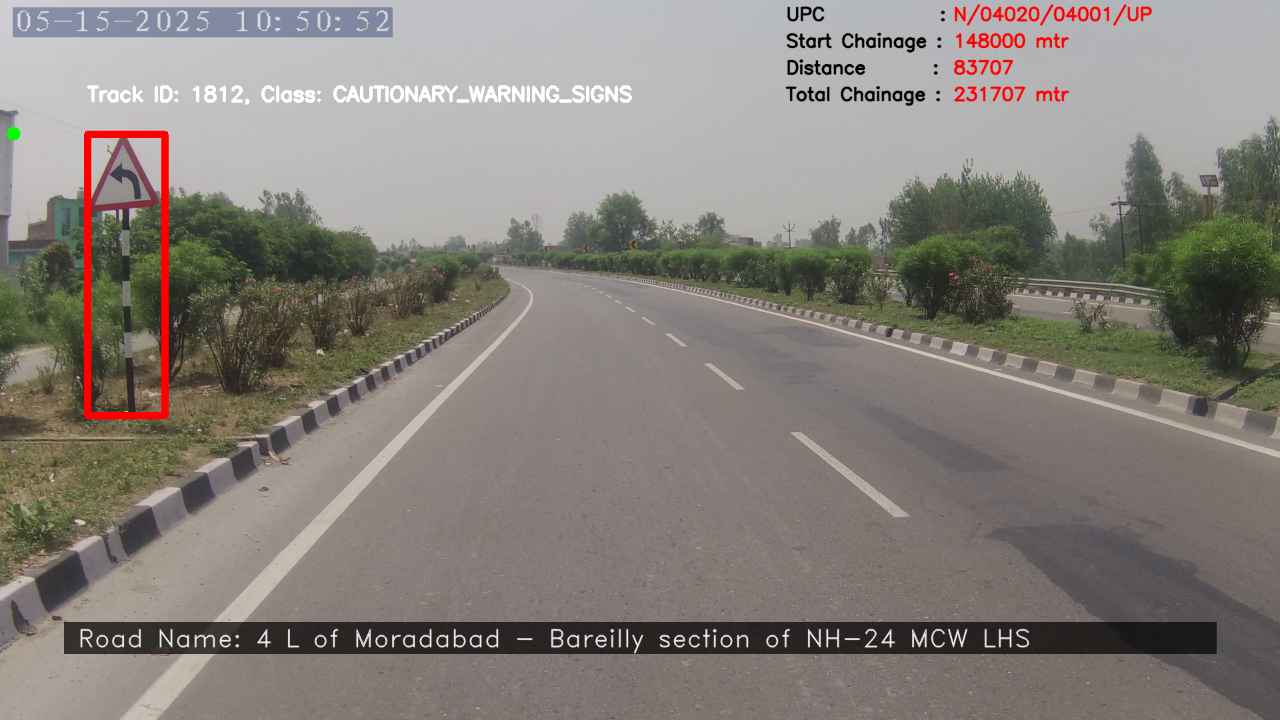 05-15-2025 10:50:52
UPC : N/04020/04001/UP
Start Chainage : 148000 mtr
Distance : 83707
Total Chainage : 231707 mtr
Track ID: 1812, Class: CAUTIONARY_WARNING_SIGNS
Road Name: 4 L of Moradabad - Bareilly section of NH-24 MCW LHS